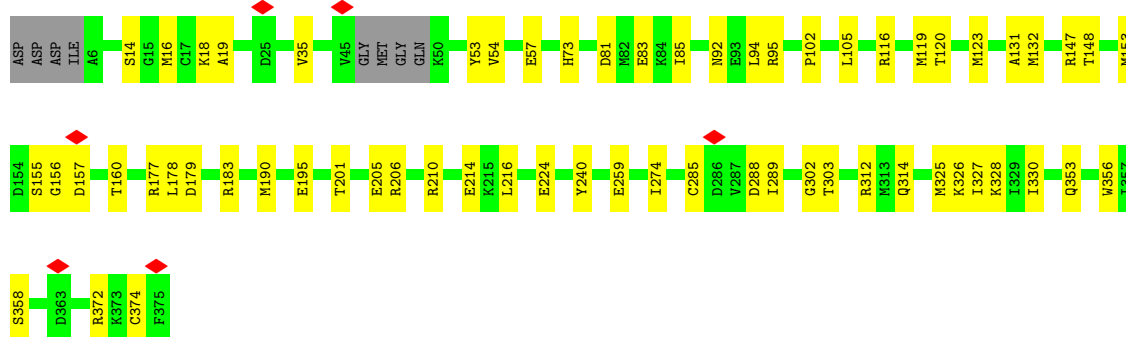 ASP ASP ASP ILE A6 S14 G15 M16 C17 K18 A19 D25 V35 V45 GLY MET GLY GLN K50 Y53 V54 E57 H73 D81 M82 E83 K84 I85 N92 E93 L94 R95 P102 L105 R116 M119 T120 M123 A131 M132 R147 T148 M153
D154 S155 G156 D157 T160 R177 L178 D179 R183 M190 E195 T201 E205 R206 R210 E214 K215 L216 E224 Y240 E259 I274 C285 D286 V287 D288 I289 G302 T303 R312 M313 Q314 M325 K326 I327 K328 I329 I330 Q353 W356 I357
S358 D363 R372 K373 C374 F375